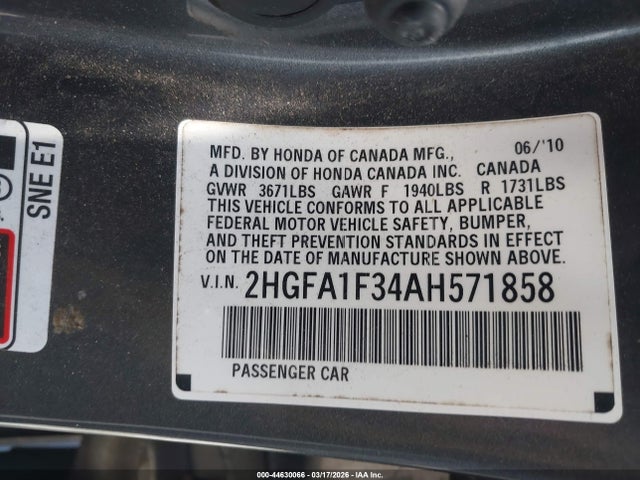 SNE E1
MFD. BY HONDA OF CANADA MFG., 06/'10
A DIVISION OF HONDA CANADA INC. CANADA
GVWR 3671LBS GAWR F 1940LBS R 1731LBS
THIS VEHICLE CONFORMS TO ALL APPLICABLE
FEDERAL MOTOR VEHICLE SAFETY, BUMPER,
AND THEFT PREVENTION STANDARDS IN EFFECT
ON THE DATE OF MANUFACTURE SHOWN ABOVE.
V.I.N. 2HGFA1F34AH571858
PASSENGER CAR
000-44630066 | 03/17/2026 | IAA Inc.